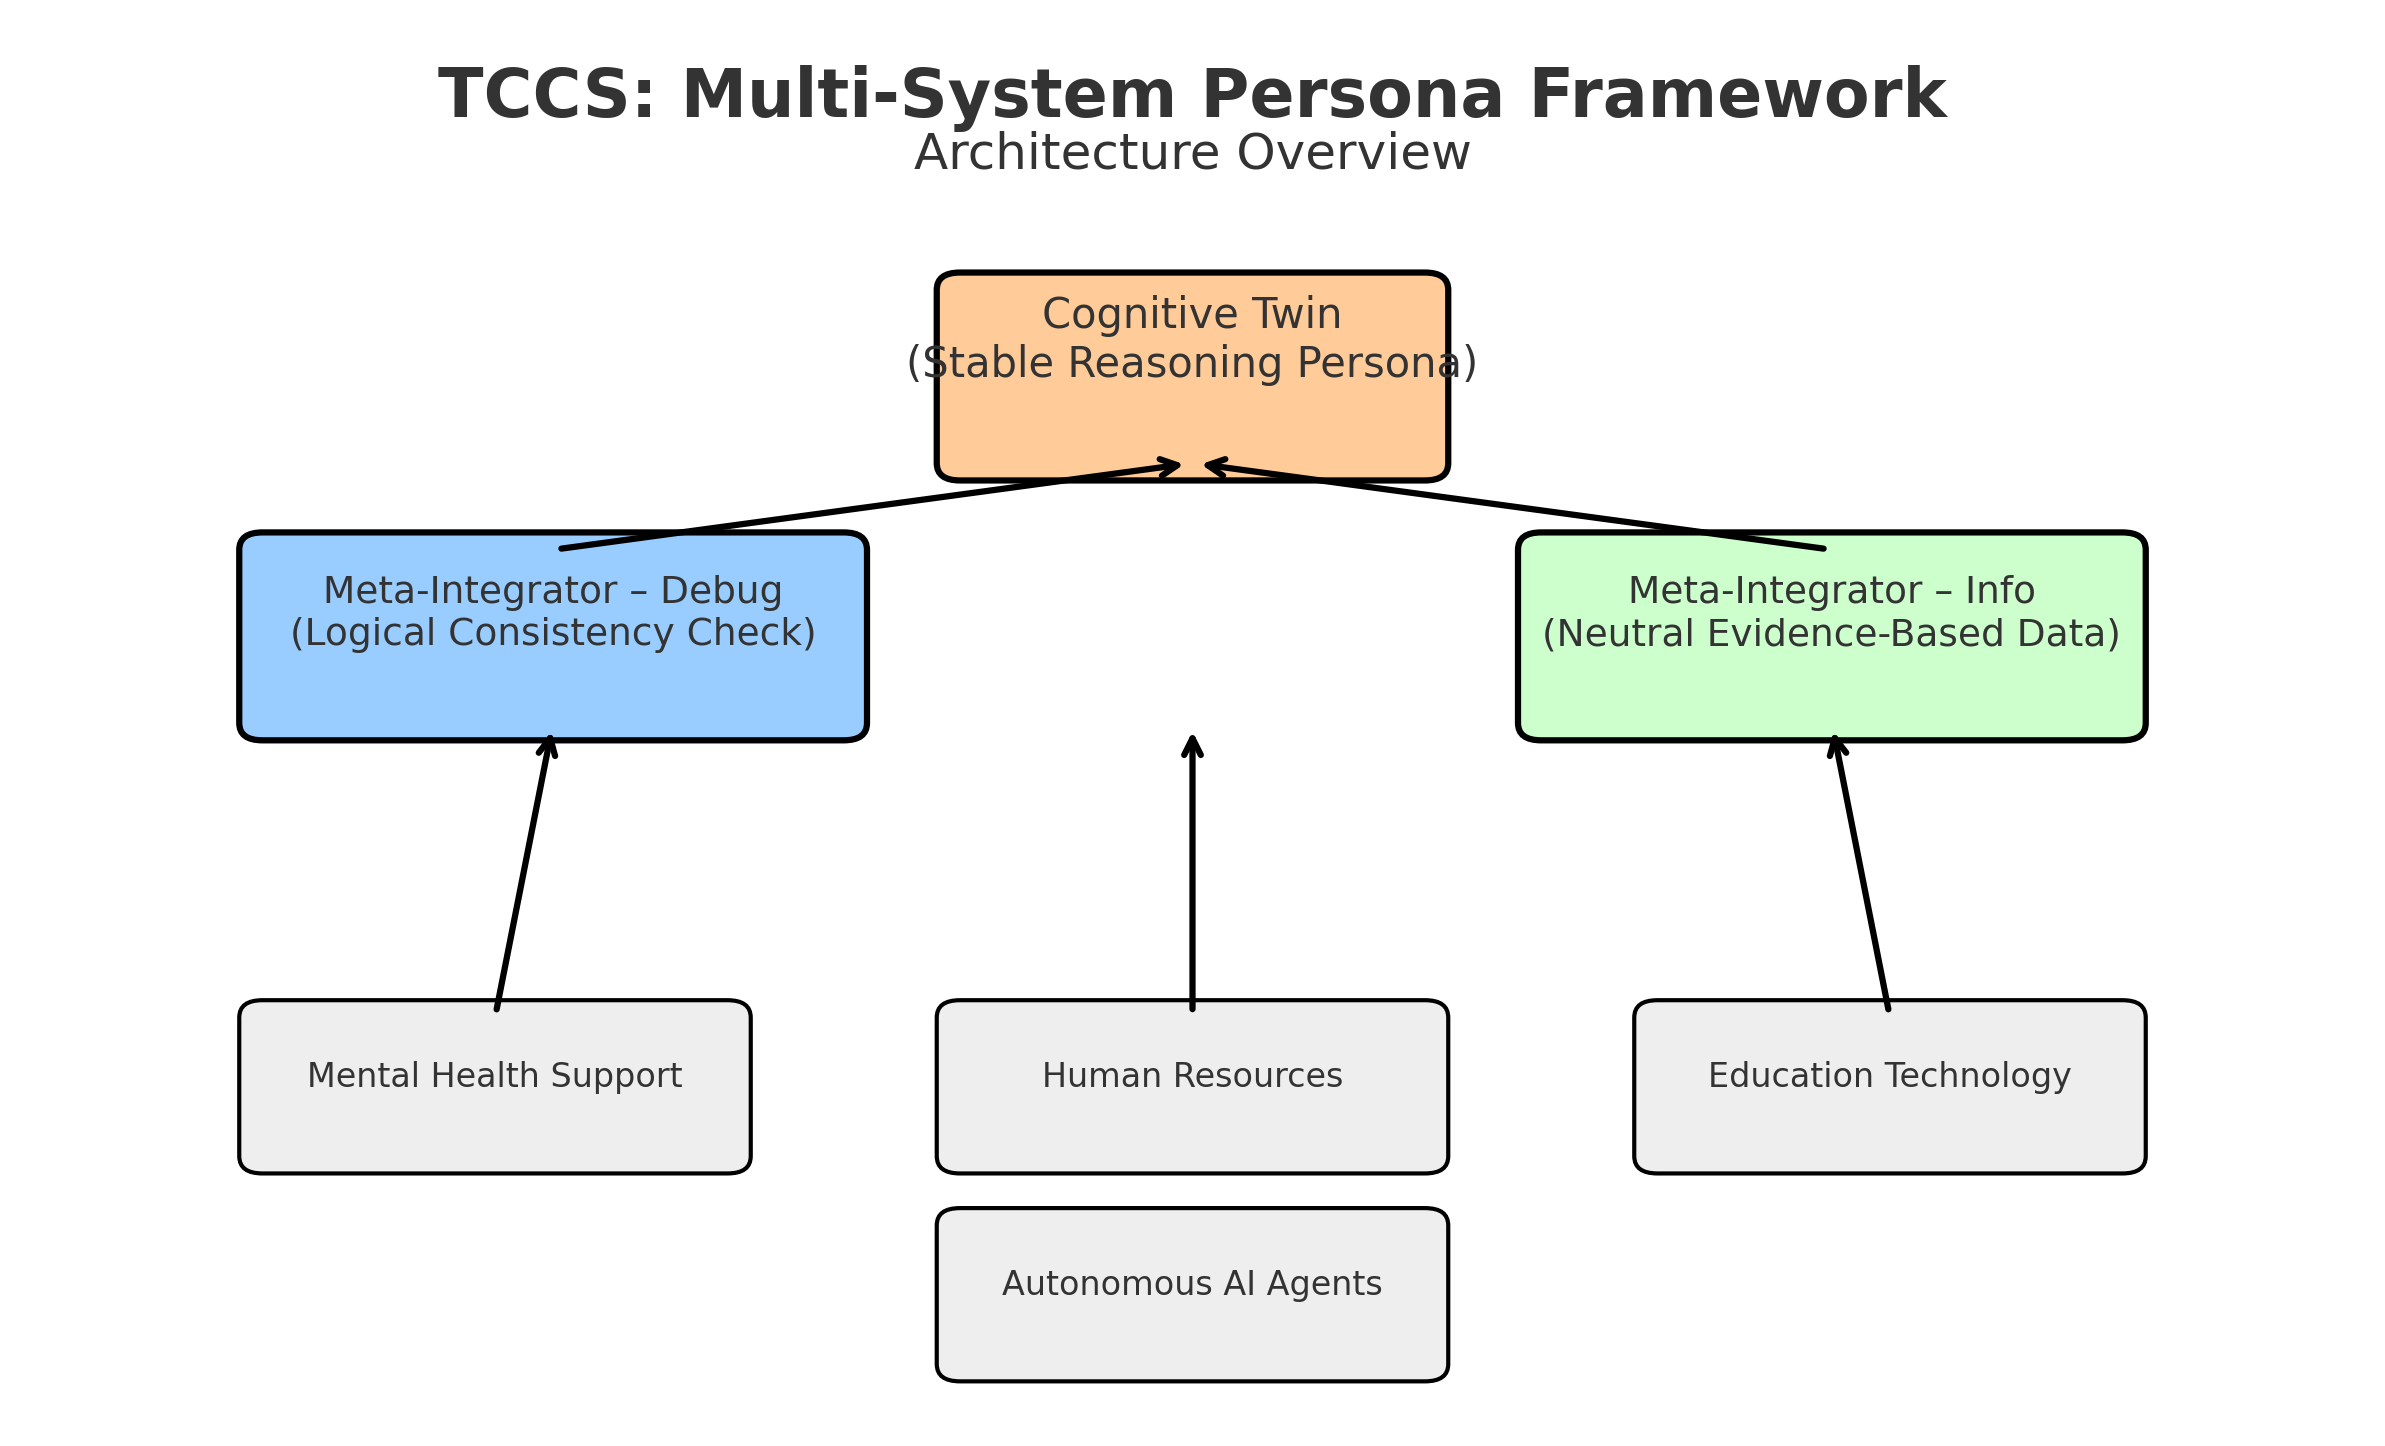 TCCS: Multi-System Persona Framework
Architecture Overview
Cognitive Twin
(Stable Reasoning Persona)
Meta-Integrator – Debug
(Logical Consistency Check)
Meta-Integrator – Info
(Neutral Evidence-Based Data)
Mental Health Support
Human Resources
Education Technology
Autonomous AI Agents